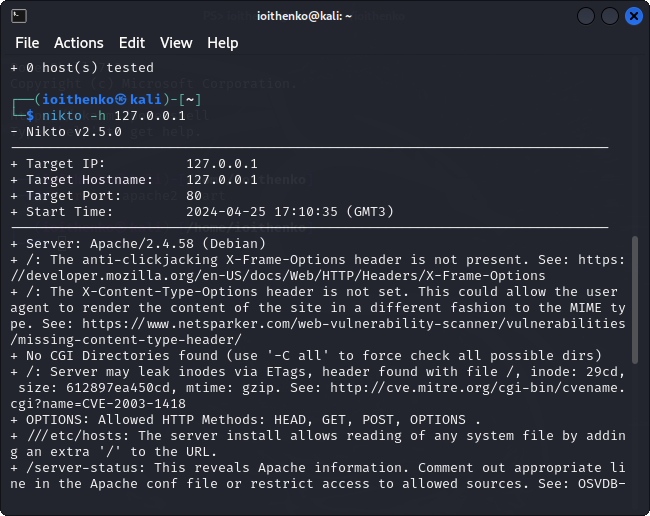 ioithenko@kali: ~
File Actions Edit View Help
+ 0 host(s) tested
┌──(ioithenko㉿kali)-[~]
└─$ nikto -h 127.0.0.1
- Nikto v2.5.0
+ Target IP: 127.0.0.1
+ Target Hostname: 127.0.0.1
+ Target Port: 80
+ Start Time: 2024-04-25 17:10:35 (GMT3)
+ Server: Apache/2.4.58 (Debian)
+ /: The anti-clickjacking X-Frame-Options header is not present. See: https:
//developer.mozilla.org/en-US/docs/Web/HTTP/Headers/X-Frame-Options
+ /: The X-Content-Type-Options header is not set. This could allow the user
agent to render the content of the site in a different fashion to the MIME ty
pe. See: https://www.netsparker.com/web-vulnerability-scanner/vulnerabilities
/missing-content-type-header/
+ No CGI Directories found (use '-C all' to force check all possible dirs)
+ /: Server may leak inodes via ETags, header found with file /, inode: 29cd,
size: 612897ea450cd, mtime: gzip. See: http://cve.mitre.org/cgi-bin/cvename.
cgi?name=CVE-2003-1418
+ OPTIONS: Allowed HTTP Methods: HEAD, GET, POST, OPTIONS .
+ ///etc/hosts: The server install allows reading of any system file by addin
g an extra '/' to the URL.
+ /server-status: This reveals Apache information. Comment out appropriate li
ne in the Apache conf file or restrict access to allowed sources. See: OSVDB-